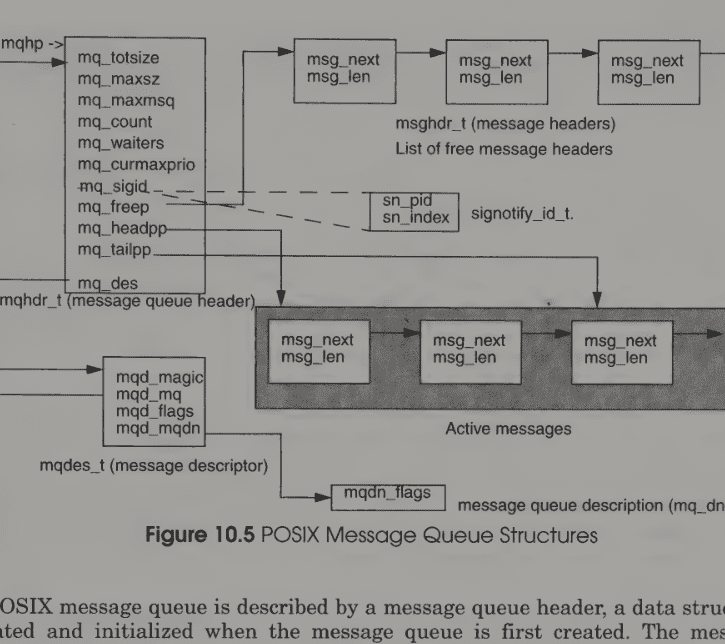 mqhp ->
mq_totsize
mq_maxsz
mq_maxmsq
mq_count
mq_waiters
mq_curmaxprio
mq_sigid
mq_freep
mq_headpp
mq_tailpp
mq_des
mqhdr_t (message queue header)
msg_next
msg_len
msg_next
msg_len
msg_next
msg_len
msghdr_t (message headers)
List of free message headers
sn_pid
sn_index
signotify_id_t.
msg_next
msg_len
msg_next
msg_len
msg_next
msg_len
Active messages
mqd_magic
mqd_mq
mqd_flags
mqd_mqdn
mqdes_t (message descriptor)
mqdn_flags
message queue description (mq_dn
Figure 10.5 POSIX Message Queue Structures
OSIX message queue is described by a message queue header, a data struc
ated and initialized when the message queue is first created. The mes